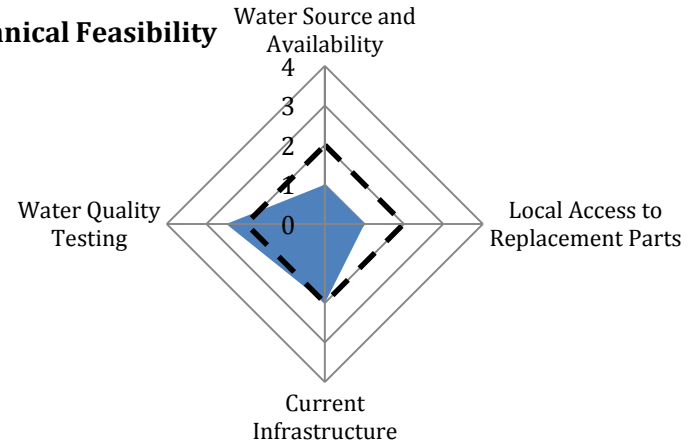 nical Feasibility
Water Source and
Availability
4
3
2
1
0
Water Quality
Testing
Local Access to
Replacement Parts
Current
Infrastructure